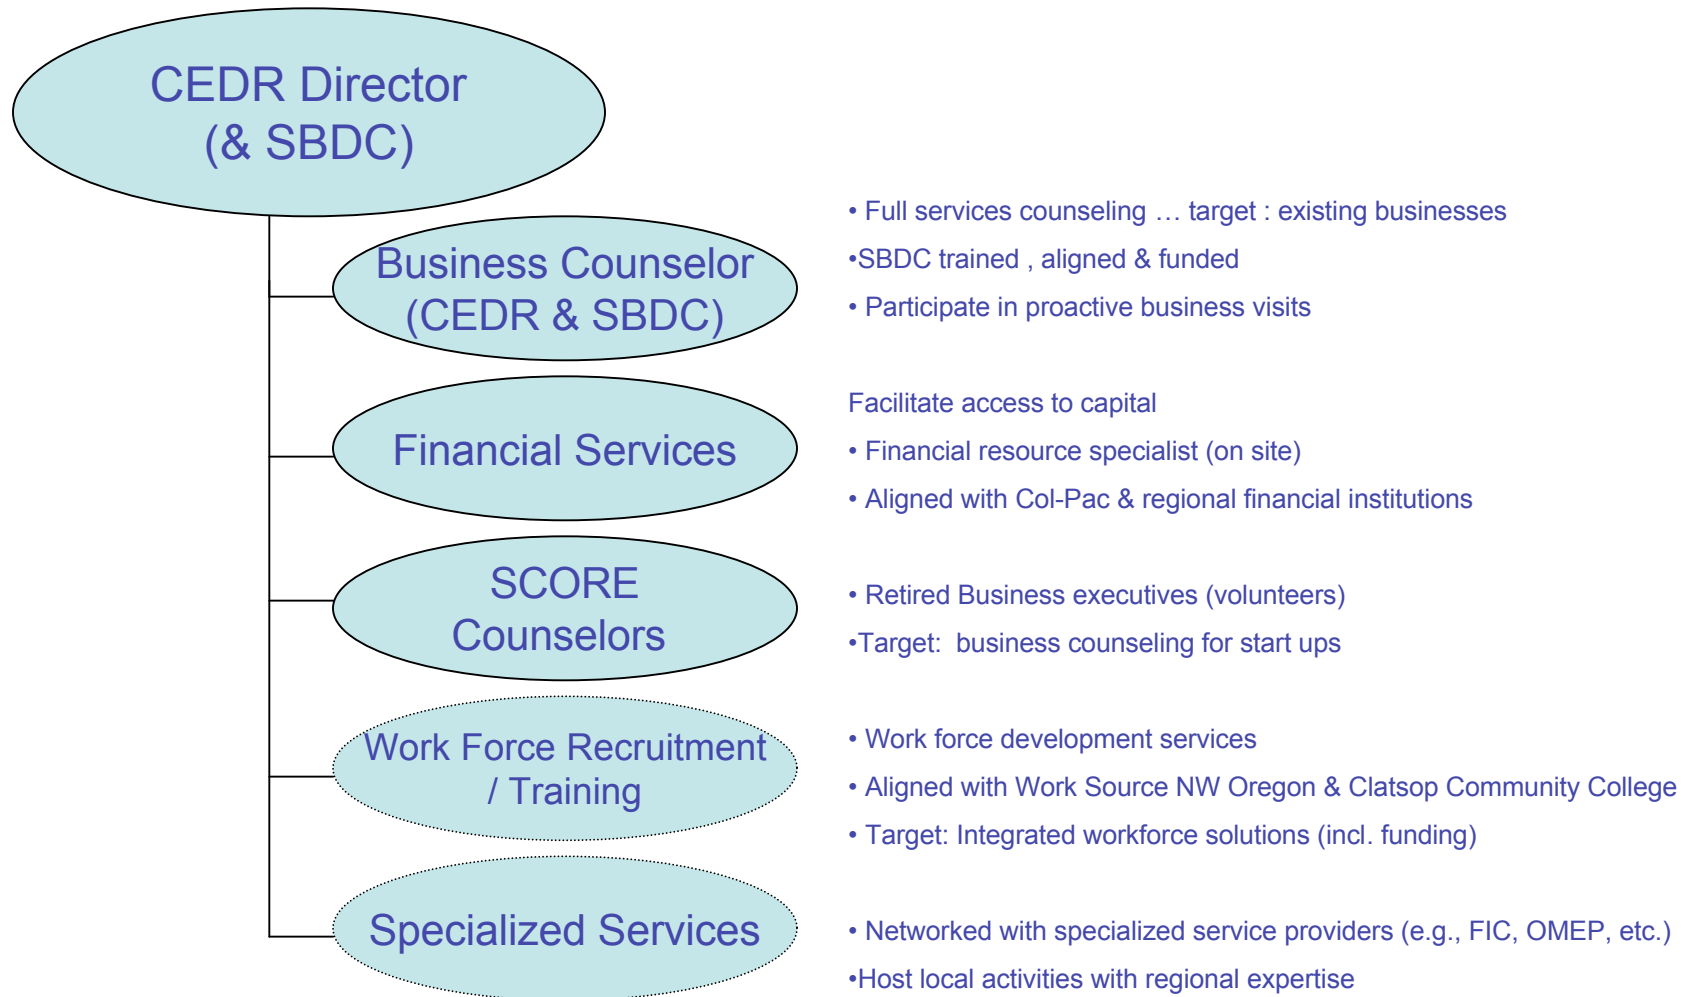 CEDR Director
(& SBDC)
Business Counselor
(CEDR & SBDC)
• Full services counseling … target : existing businesses
•SBDC trained , aligned & funded
• Participate in proactive business visits
Financial Services
Facilitate access to capital
• Financial resource specialist (on site)
• Aligned with Col-Pac & regional financial institutions
SCORE
Counselors
• Retired Business executives (volunteers)
•Target:  business counseling for start ups
Work Force Recruitment
/ Training
• Work force development services
• Aligned with Work Source NW Oregon & Clatsop Community College
• Target: Integrated workforce solutions (incl. funding)
Specialized Services
• Networked with specialized service providers (e.g., FIC, OMEP, etc.)
•Host local activities with regional expertise